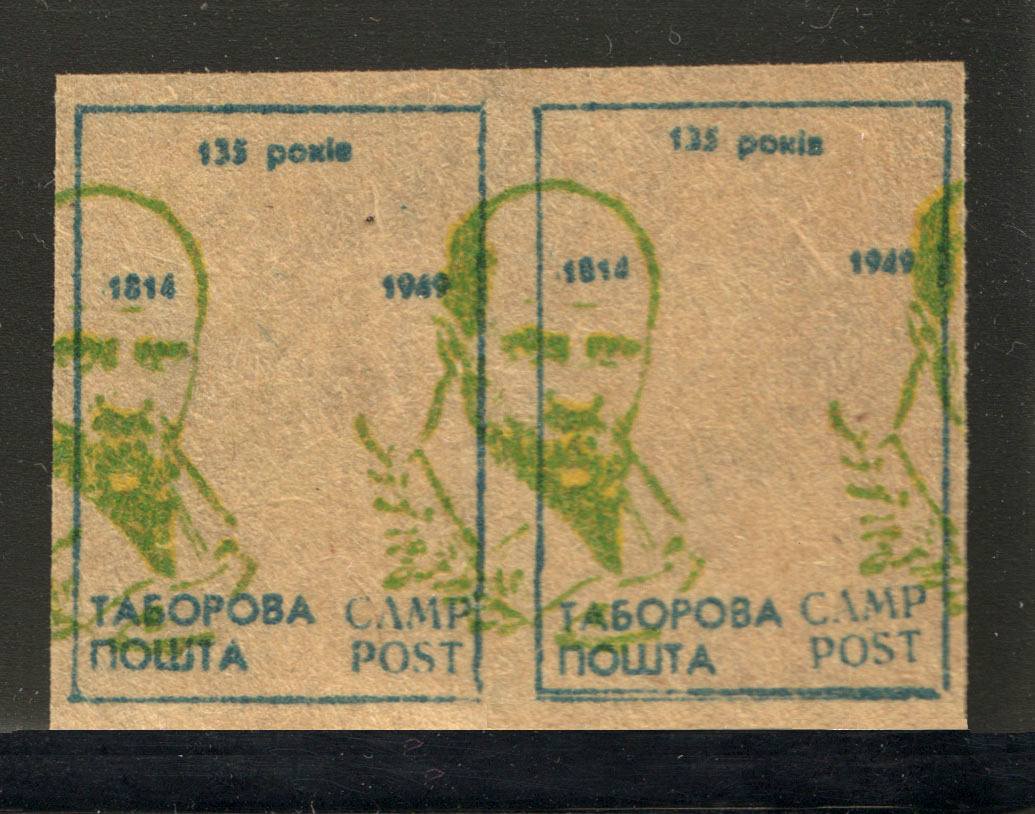 135 років
1814 1949
ТАБОРОВА CAMP
ПОШТА POST
135 років
1814 1949
ТАБОРОВА CAMP
ПОШТА POST